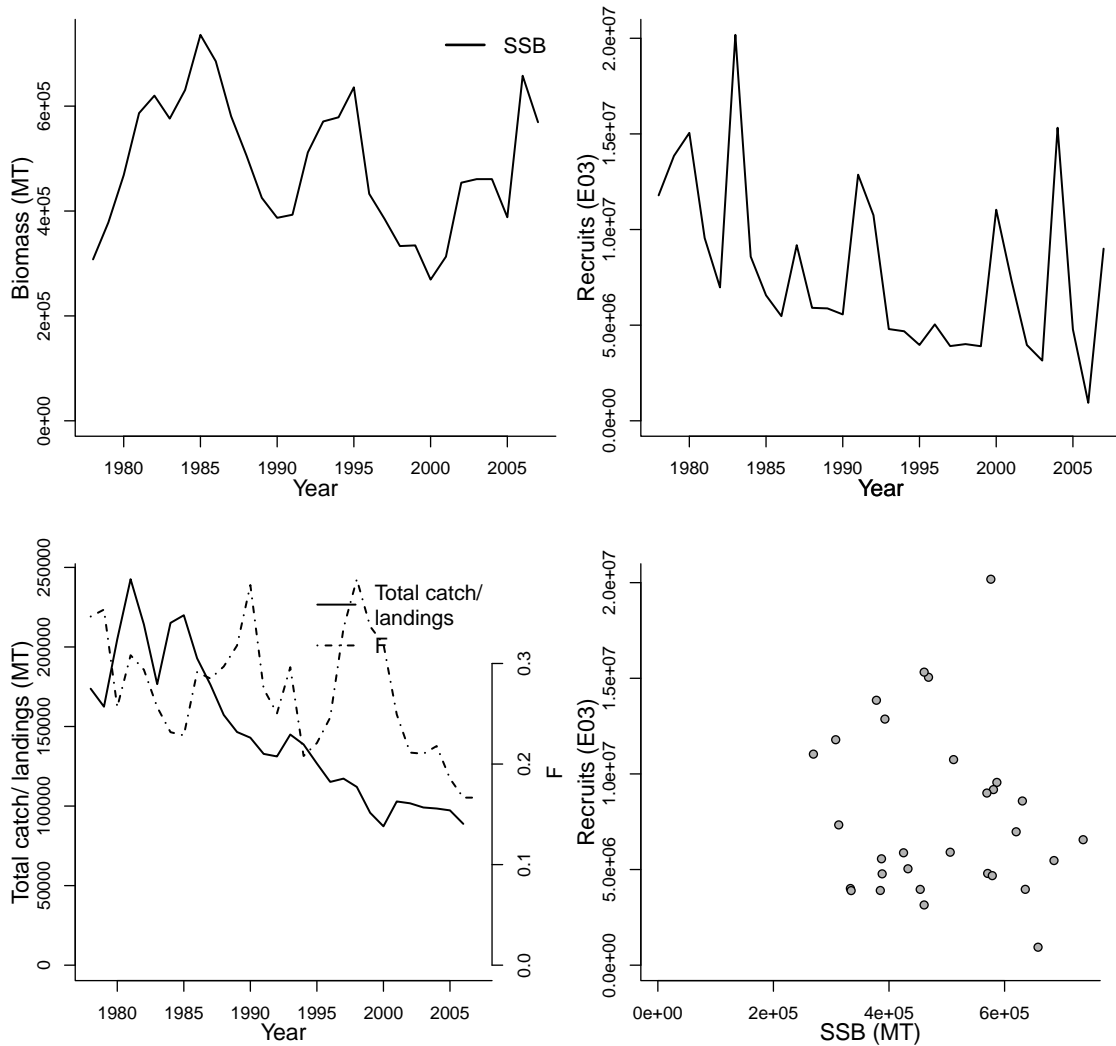 SSB
Biomass (MT)
0e+00 2e+05 4e+05 6e+05
1980 1985 1990 1995 2000 2005
Year
Recruits (E03)
0.0e+00 5.0e+06 1.0e+07 1.5e+07 2.0e+07
1980 1985 1990 1995 2000 2005
Year
Total catch/
landings
F
Total catch/ landings (MT)
0 50000 100000 150000 200000 250000
0.0 0.1 0.2 0.3
F
1980 1985 1990 1995 2000 2005
Year
Recruits (E03)
0.0e+00 5.0e+06 1.0e+07 1.5e+07 2.0e+07
0e+00 2e+05 4e+05 6e+05
SSB (MT)